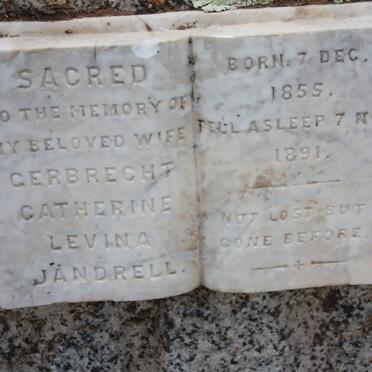 SACRED
O THE MEMORY OF
MY BELOVED WIFE
GERBRECHT
CATHERINE
LEVINA
JANDRELL.
BORN. 7 DEC.
1855.
FELL ASLEEP 7 N
1891.
NOT LOST BUT
GONE BEFORE